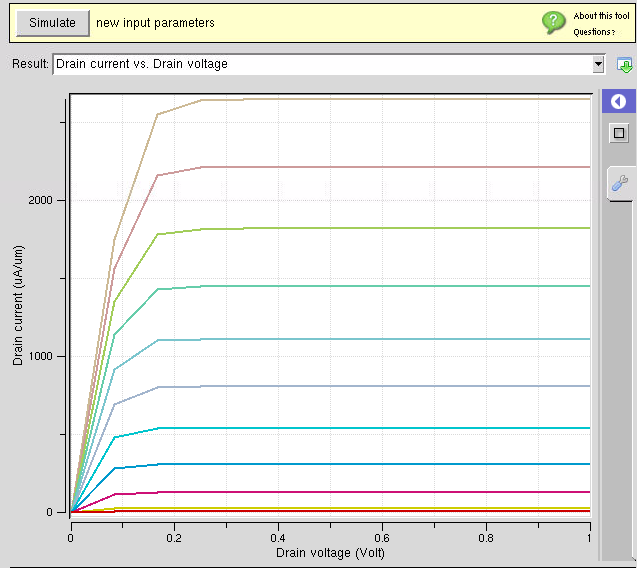 Simulate new input parameters
About this tool
Questions?
Result: Drain current vs. Drain voltage
2000
1000
0
Drain current (uA/um)
0 0.2 0.4 0.6 0.8 1
Drain voltage (Volt)